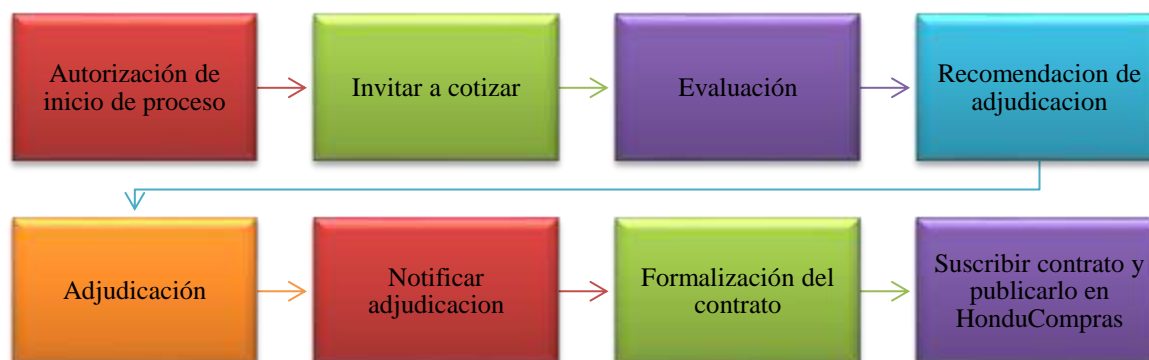 Autorización de
inicio de proceso
Invitar a cotizar
Evaluación
Recomendacion de
adjudicacion
Adjudicación
Notificar
adjudicacion
Formalización del
contrato
Suscribir contrato y
publicarlo en
HonduCompras